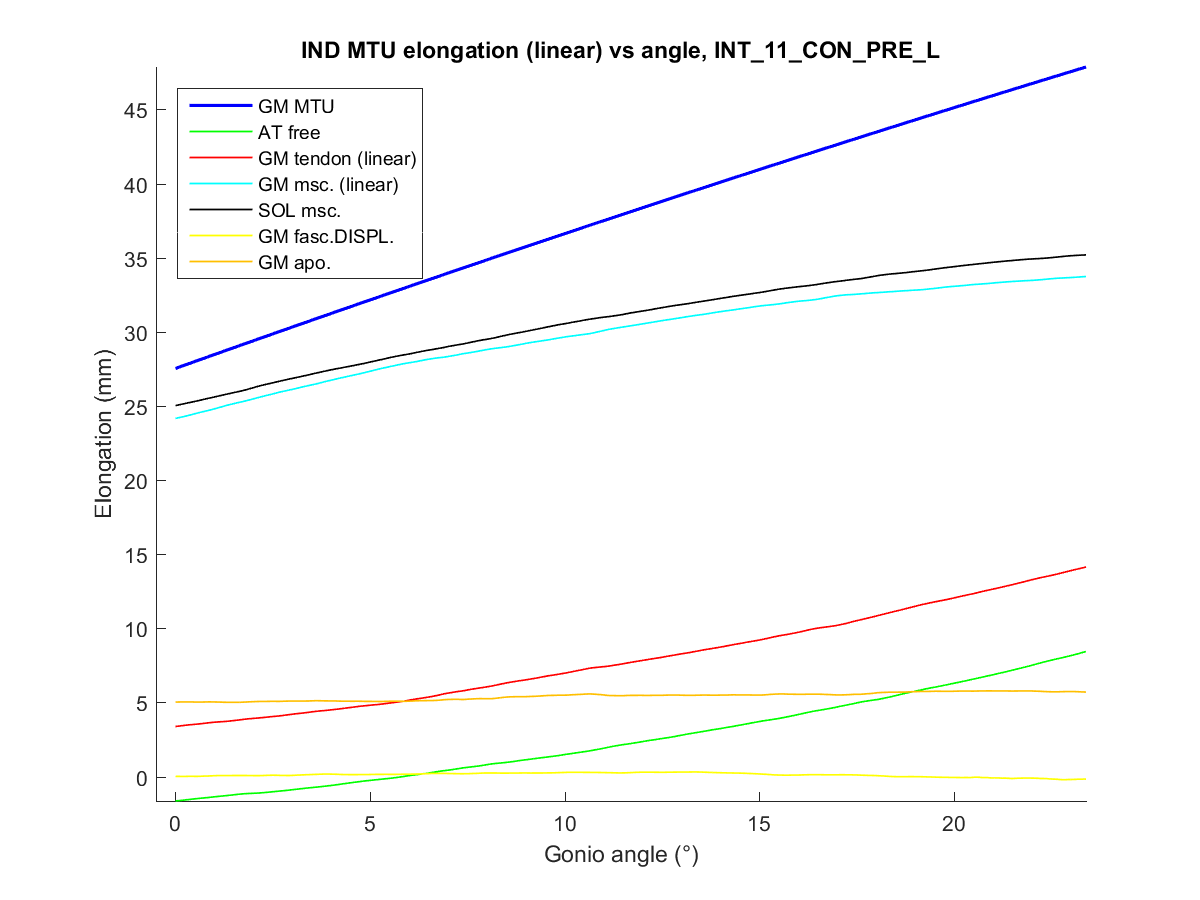 IND MTU elongation (linear) vs angle, INT_11_CON_PRE_L
GM MTU
AT free
GM tendon (linear)
GM msc. (linear)
SOL msc.
GM fasc.DISPL.
GM apo.
Elongation (mm)
45
40
35
30
25
20
15
10
5
0
0 5 10 15 20
Gonio angle (°)